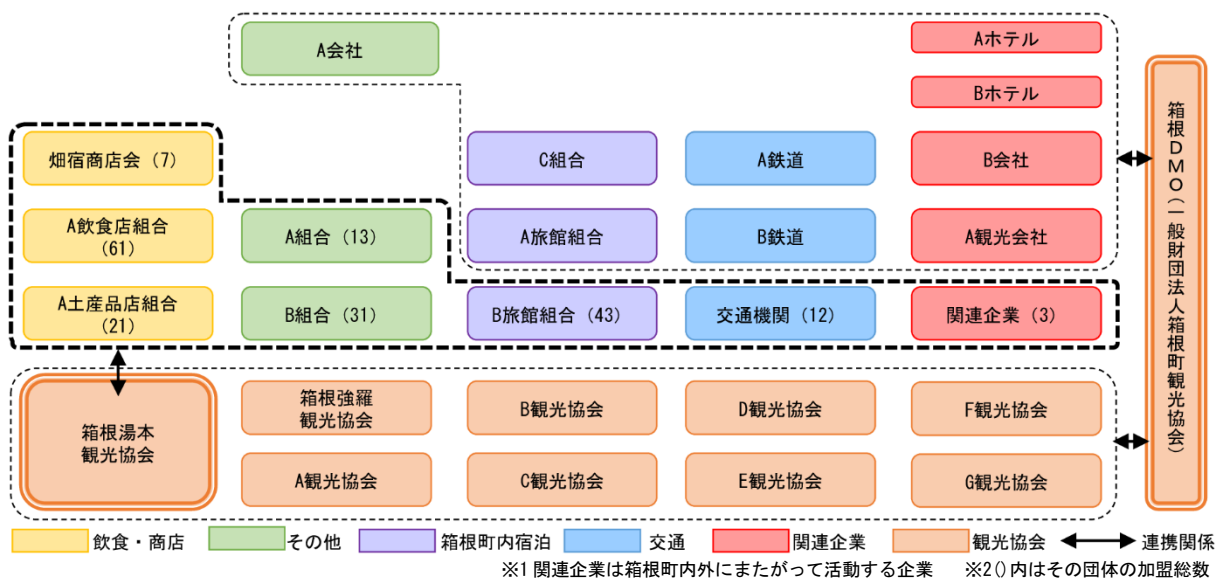 A会社
Aホテル
Bホテル
畑宿商店会（7）
C組合
A鉄道
B会社
A飲食店組合
(61)
A組合（13）
A旅館組合
B鉄道
A観光会社
A土産品店組合
(21)
B組合（31）
B旅館組合（43）
交通機関（12）
関連企業（3）
箱根DMO(一般財団法人箱根町観光協会)
箱根湯本
観光協会
箱根強羅
観光協会
B観光協会
D観光協会
F観光協会
A観光協会
C観光協会
E観光協会
G観光協会
飲食・商店
その他
箱根町内宿泊
交通
関連企業
観光協会
連携関係
※1 関連企業は箱根町内外にまたがって活動する企業
※2()内はその団体の加盟総数